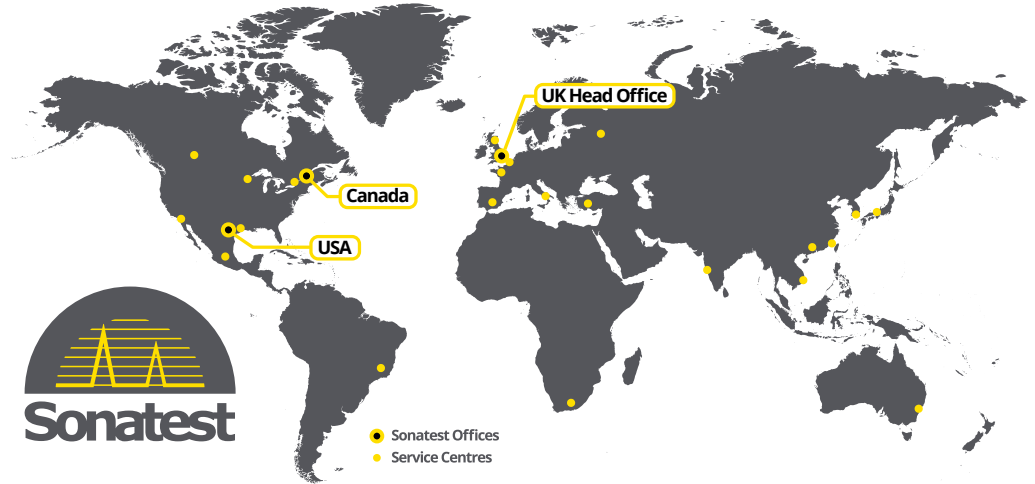 UK Head Office
Canada
USA
Sonatest
Sonatest Offices
Service Centres